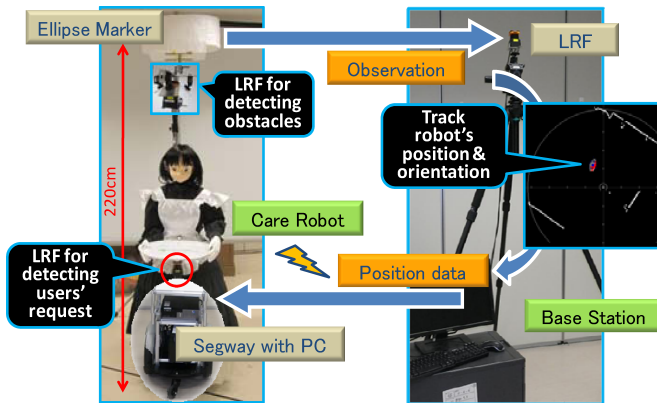 Ellipse Marker
LRF
Observation
LRF for
detecting
obstacles
Track
robot's
position &
orientation
220cm
Care Robot
LRF for
detecting
users'
request
Position data
Base Station
Segway with PC